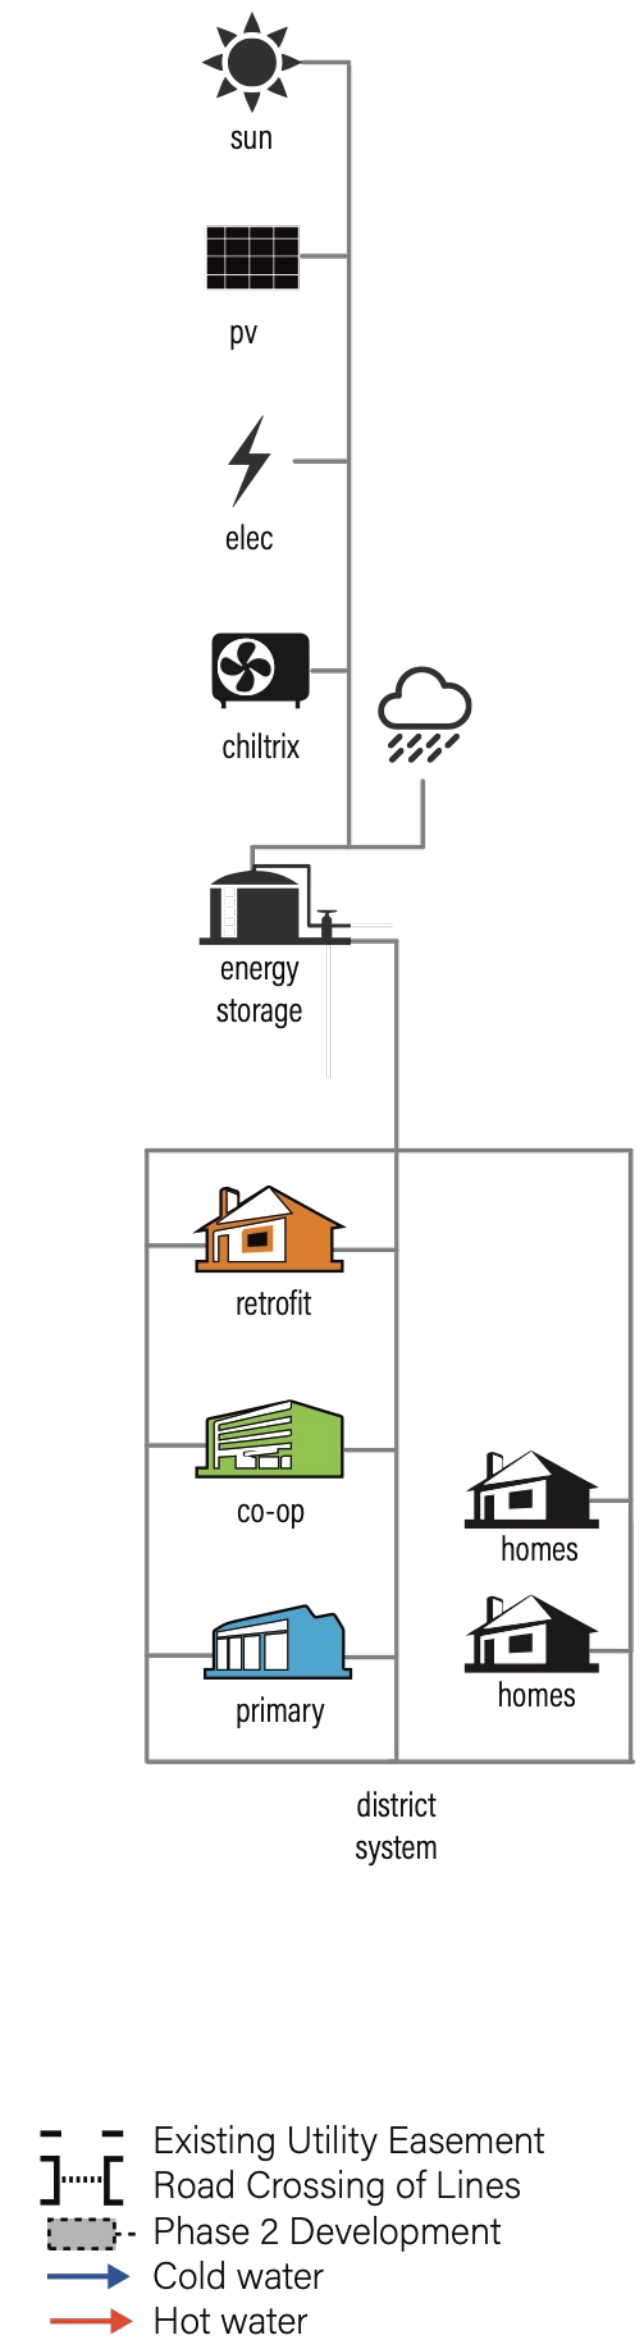 sun
pv
elec
chiltrix
energy
storage
retrofit
co-op
homes
primary
homes
district
system
Existing Utility Easement
Road Crossing of Lines
Phase 2 Development
Cold water
Hot water